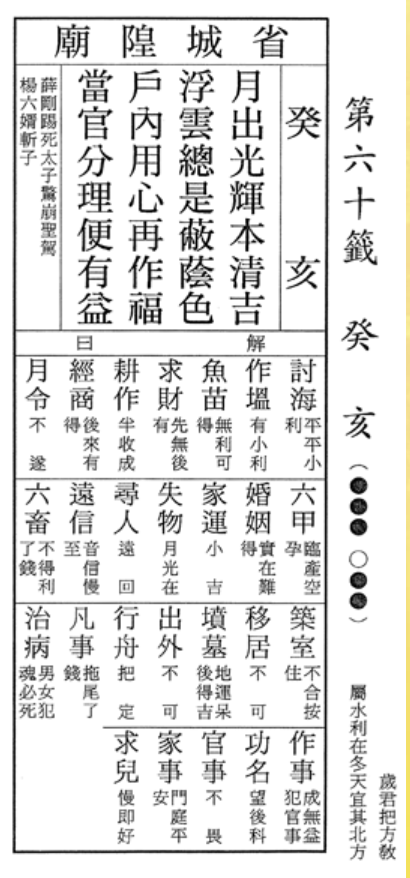 第六十籤 癸亥
屬水利在冬天宜其北方
歲君把方敎
省城隍廟
癸亥
月出光輝本清吉
浮雲總是蔽蔭色
戶內用心再作福
當官分理便有益
薛剛踢死太子驚崩聖駕
楊六婿斬子
解曰
討海 平平小利
作塭 有小利
魚苗 無利可得
求財 先無後有
耕作 半收成
經商 後來有得
月令 不遂
六甲 臨產空孕
婚姻 實在難得
家運 小吉
失物 月光在
尋人 遠回
遠信 音信慢至
六畜 不得利了錢
築室 不合按住
移居 不可
墳墓 地運呆後得吉
出外 不可
行舟 把定
凡事 拖尾了錢
治病 男女犯魂必死
作事 成無益犯官事
功名 望後科
官事 不畏
家事 門庭平安
求兒 慢即好